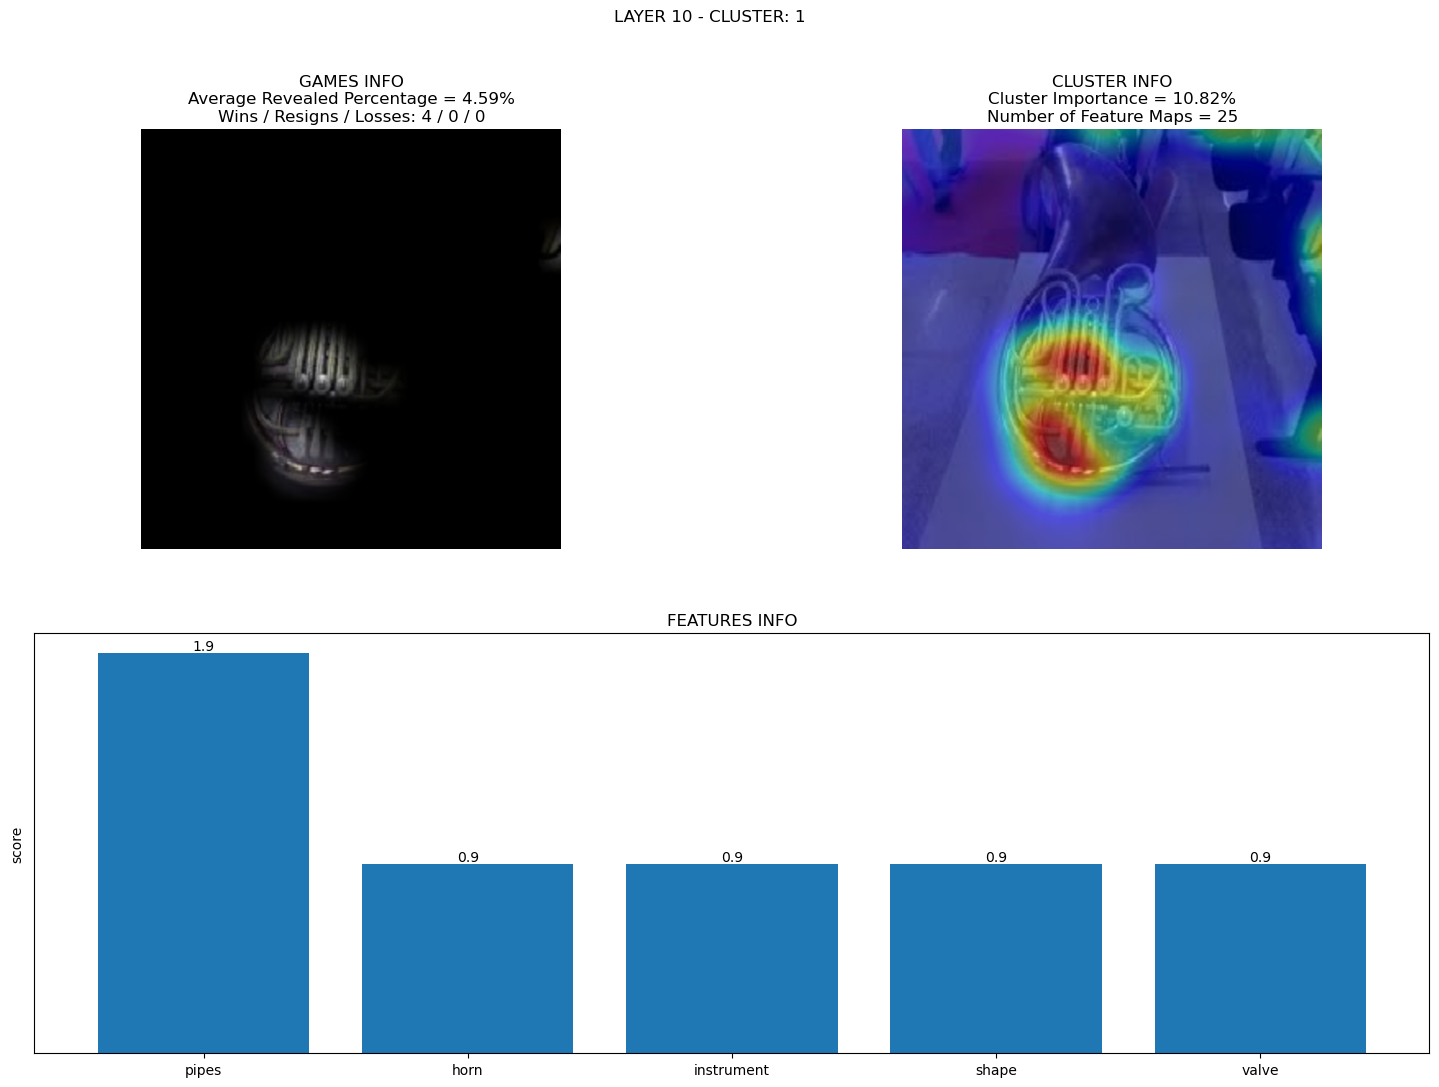 LAYER 10 - CLUSTER: 1
GAMES INFO
Average Revealed Percentage = 4.59%
Wins / Resigns / Losses: 4 / 0 / 0
CLUSTER INFO
Cluster Importance = 10.82%
Number of Feature Maps = 25
FEATURES INFO
score
1.9
0.9
0.9
0.9
0.9
pipes
horn
instrument
shape
valve